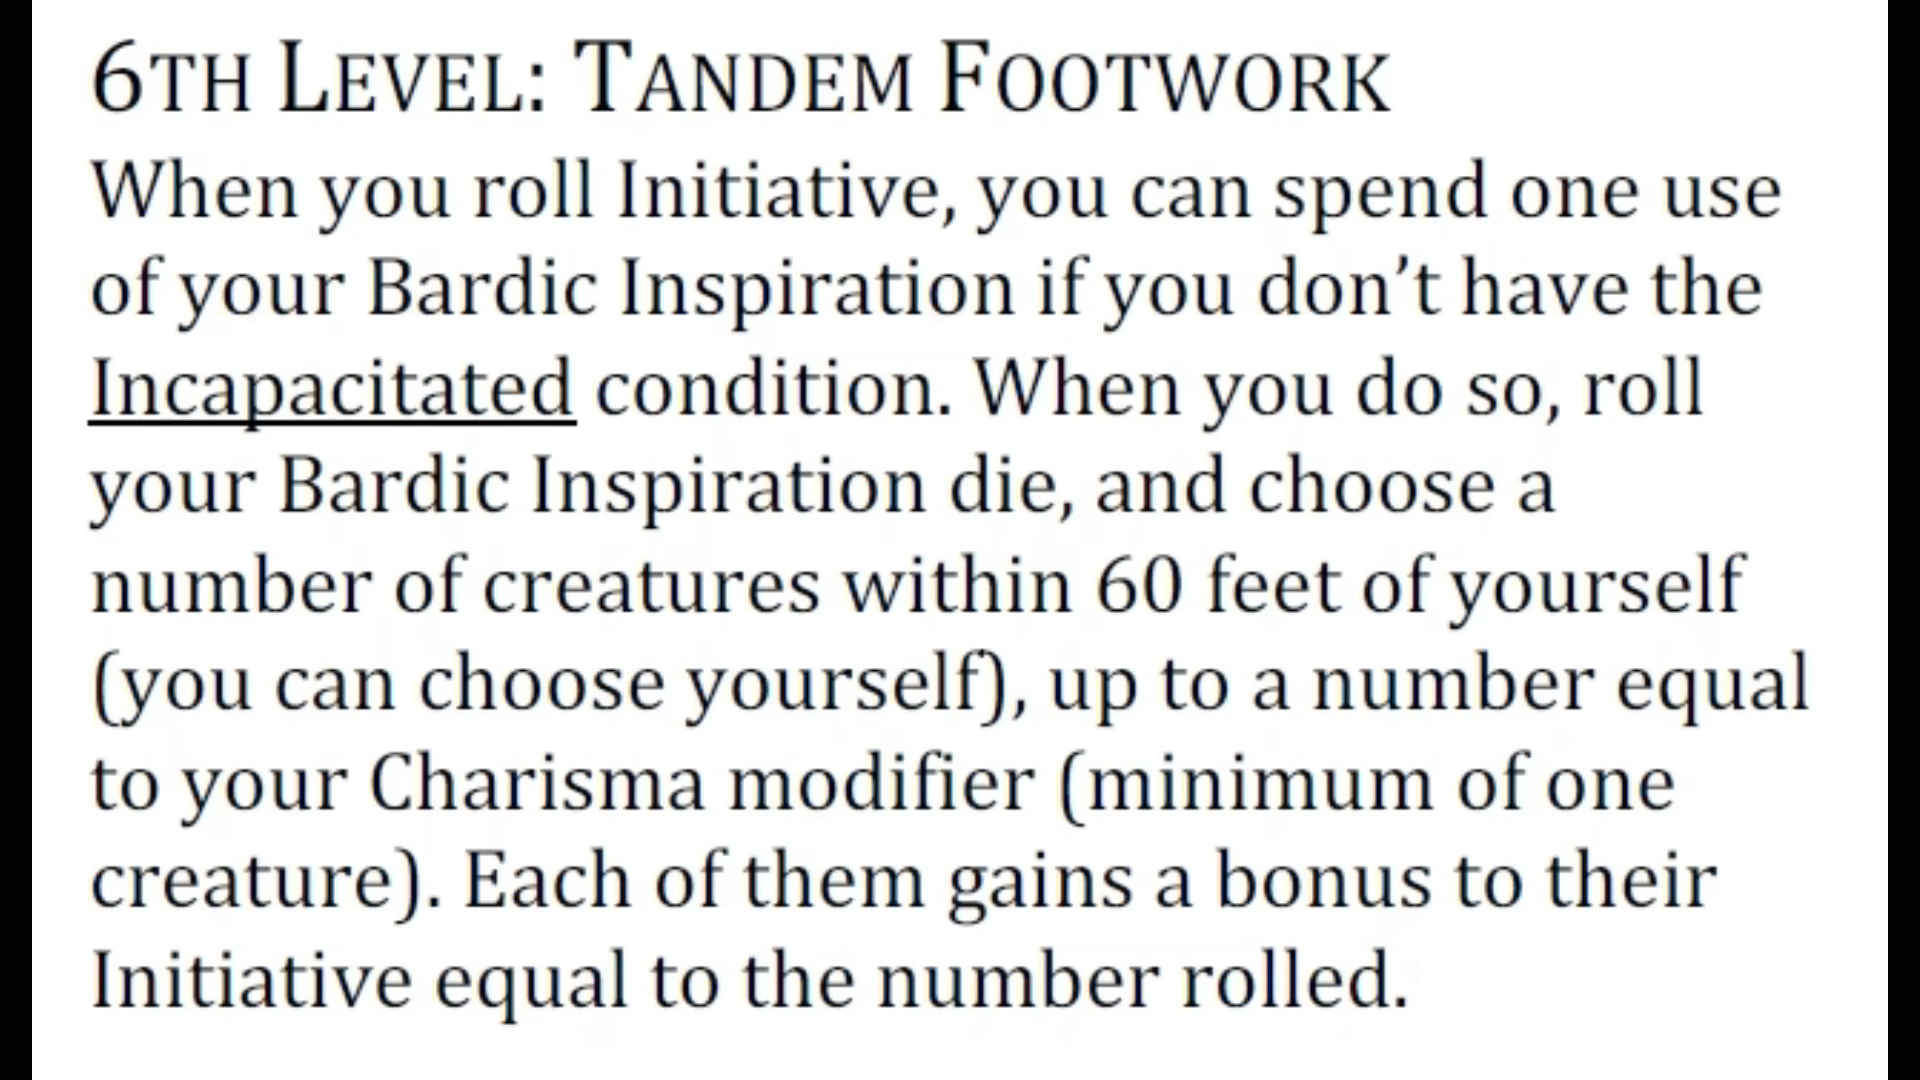 6TH LEVEL: TANDEM FOOTWORK
When you roll Initiative, you can spend one use
of your Bardic Inspiration if you don’t have the
Incapacitated condition. When you do so, roll
your Bardic Inspiration die, and choose a
number of creatures within 60 feet of yourself
(you can choose yourself), up to a number equal
to your Charisma modifier (minimum of one
creature). Each of them gains a bonus to their
Initiative equal to the number rolled.